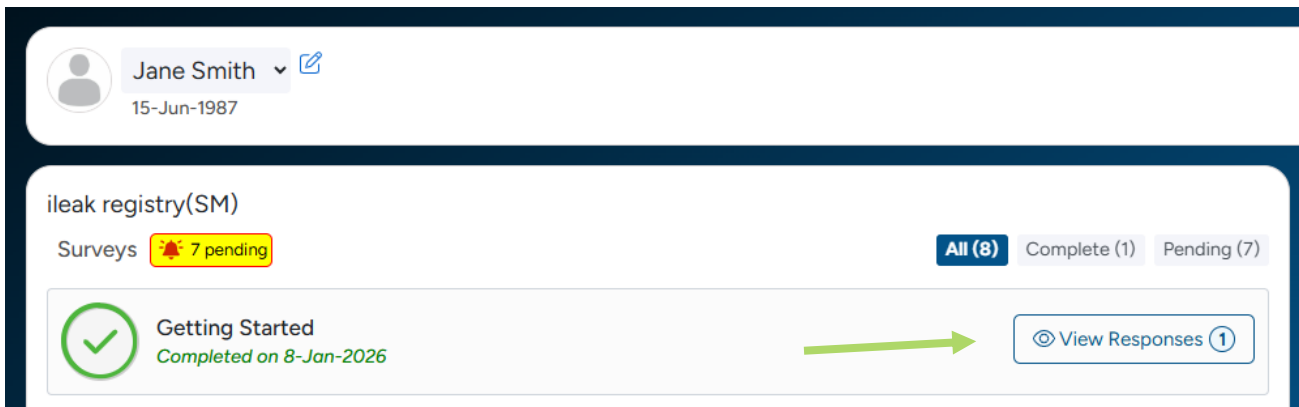 Jane Smith
15-Jun-1987
ileak registry(SM)
Surveys 7 pending All (8) Complete (1) Pending (7)
Getting Started
Completed on 8-Jan-2026
View Responses 1